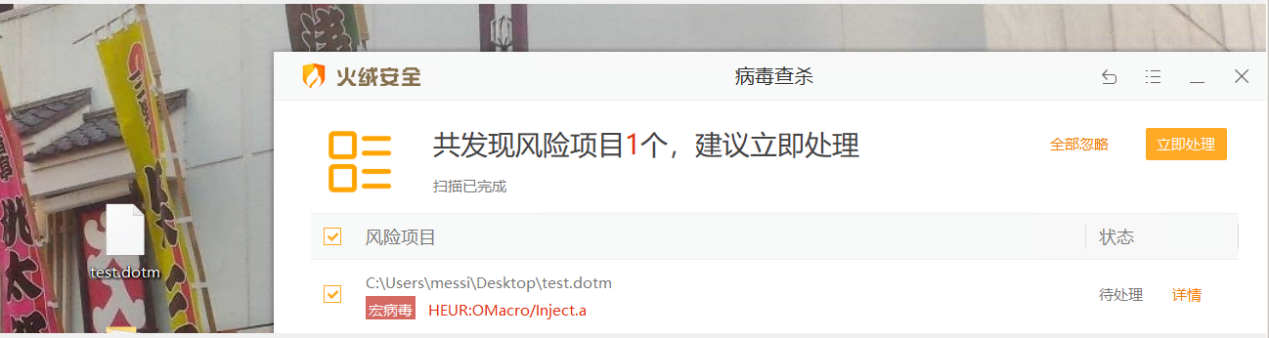 火绒安全
病毒查杀
共发现风险项目1个，建议立即处理
全部忽略
立即处理
扫描已完成
风险项目
状态
test.dotm
C:\Users\messi\Desktop\test.dotm
待处理
详情
宏病毒 HEUR:OMacro/Inject.a
桃太